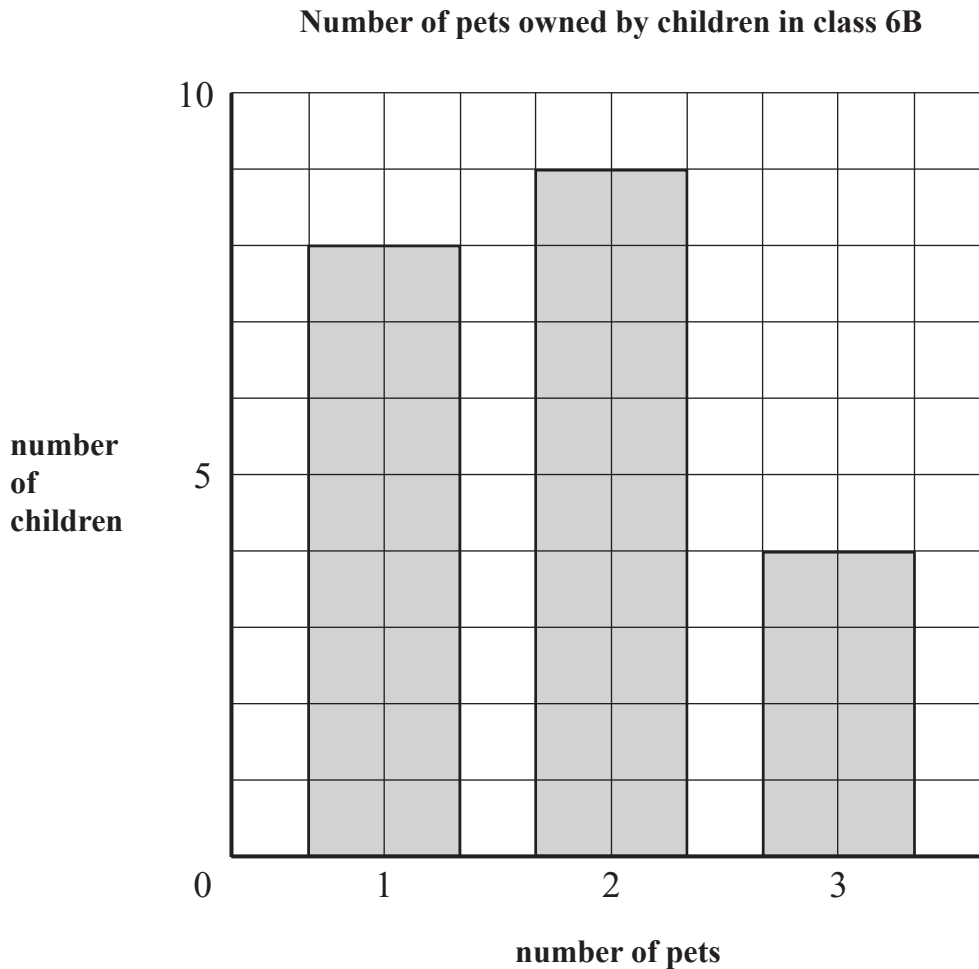 Number of pets owned by children in class 6B
10
number
of
children
5
0
1
2
3
number of pets